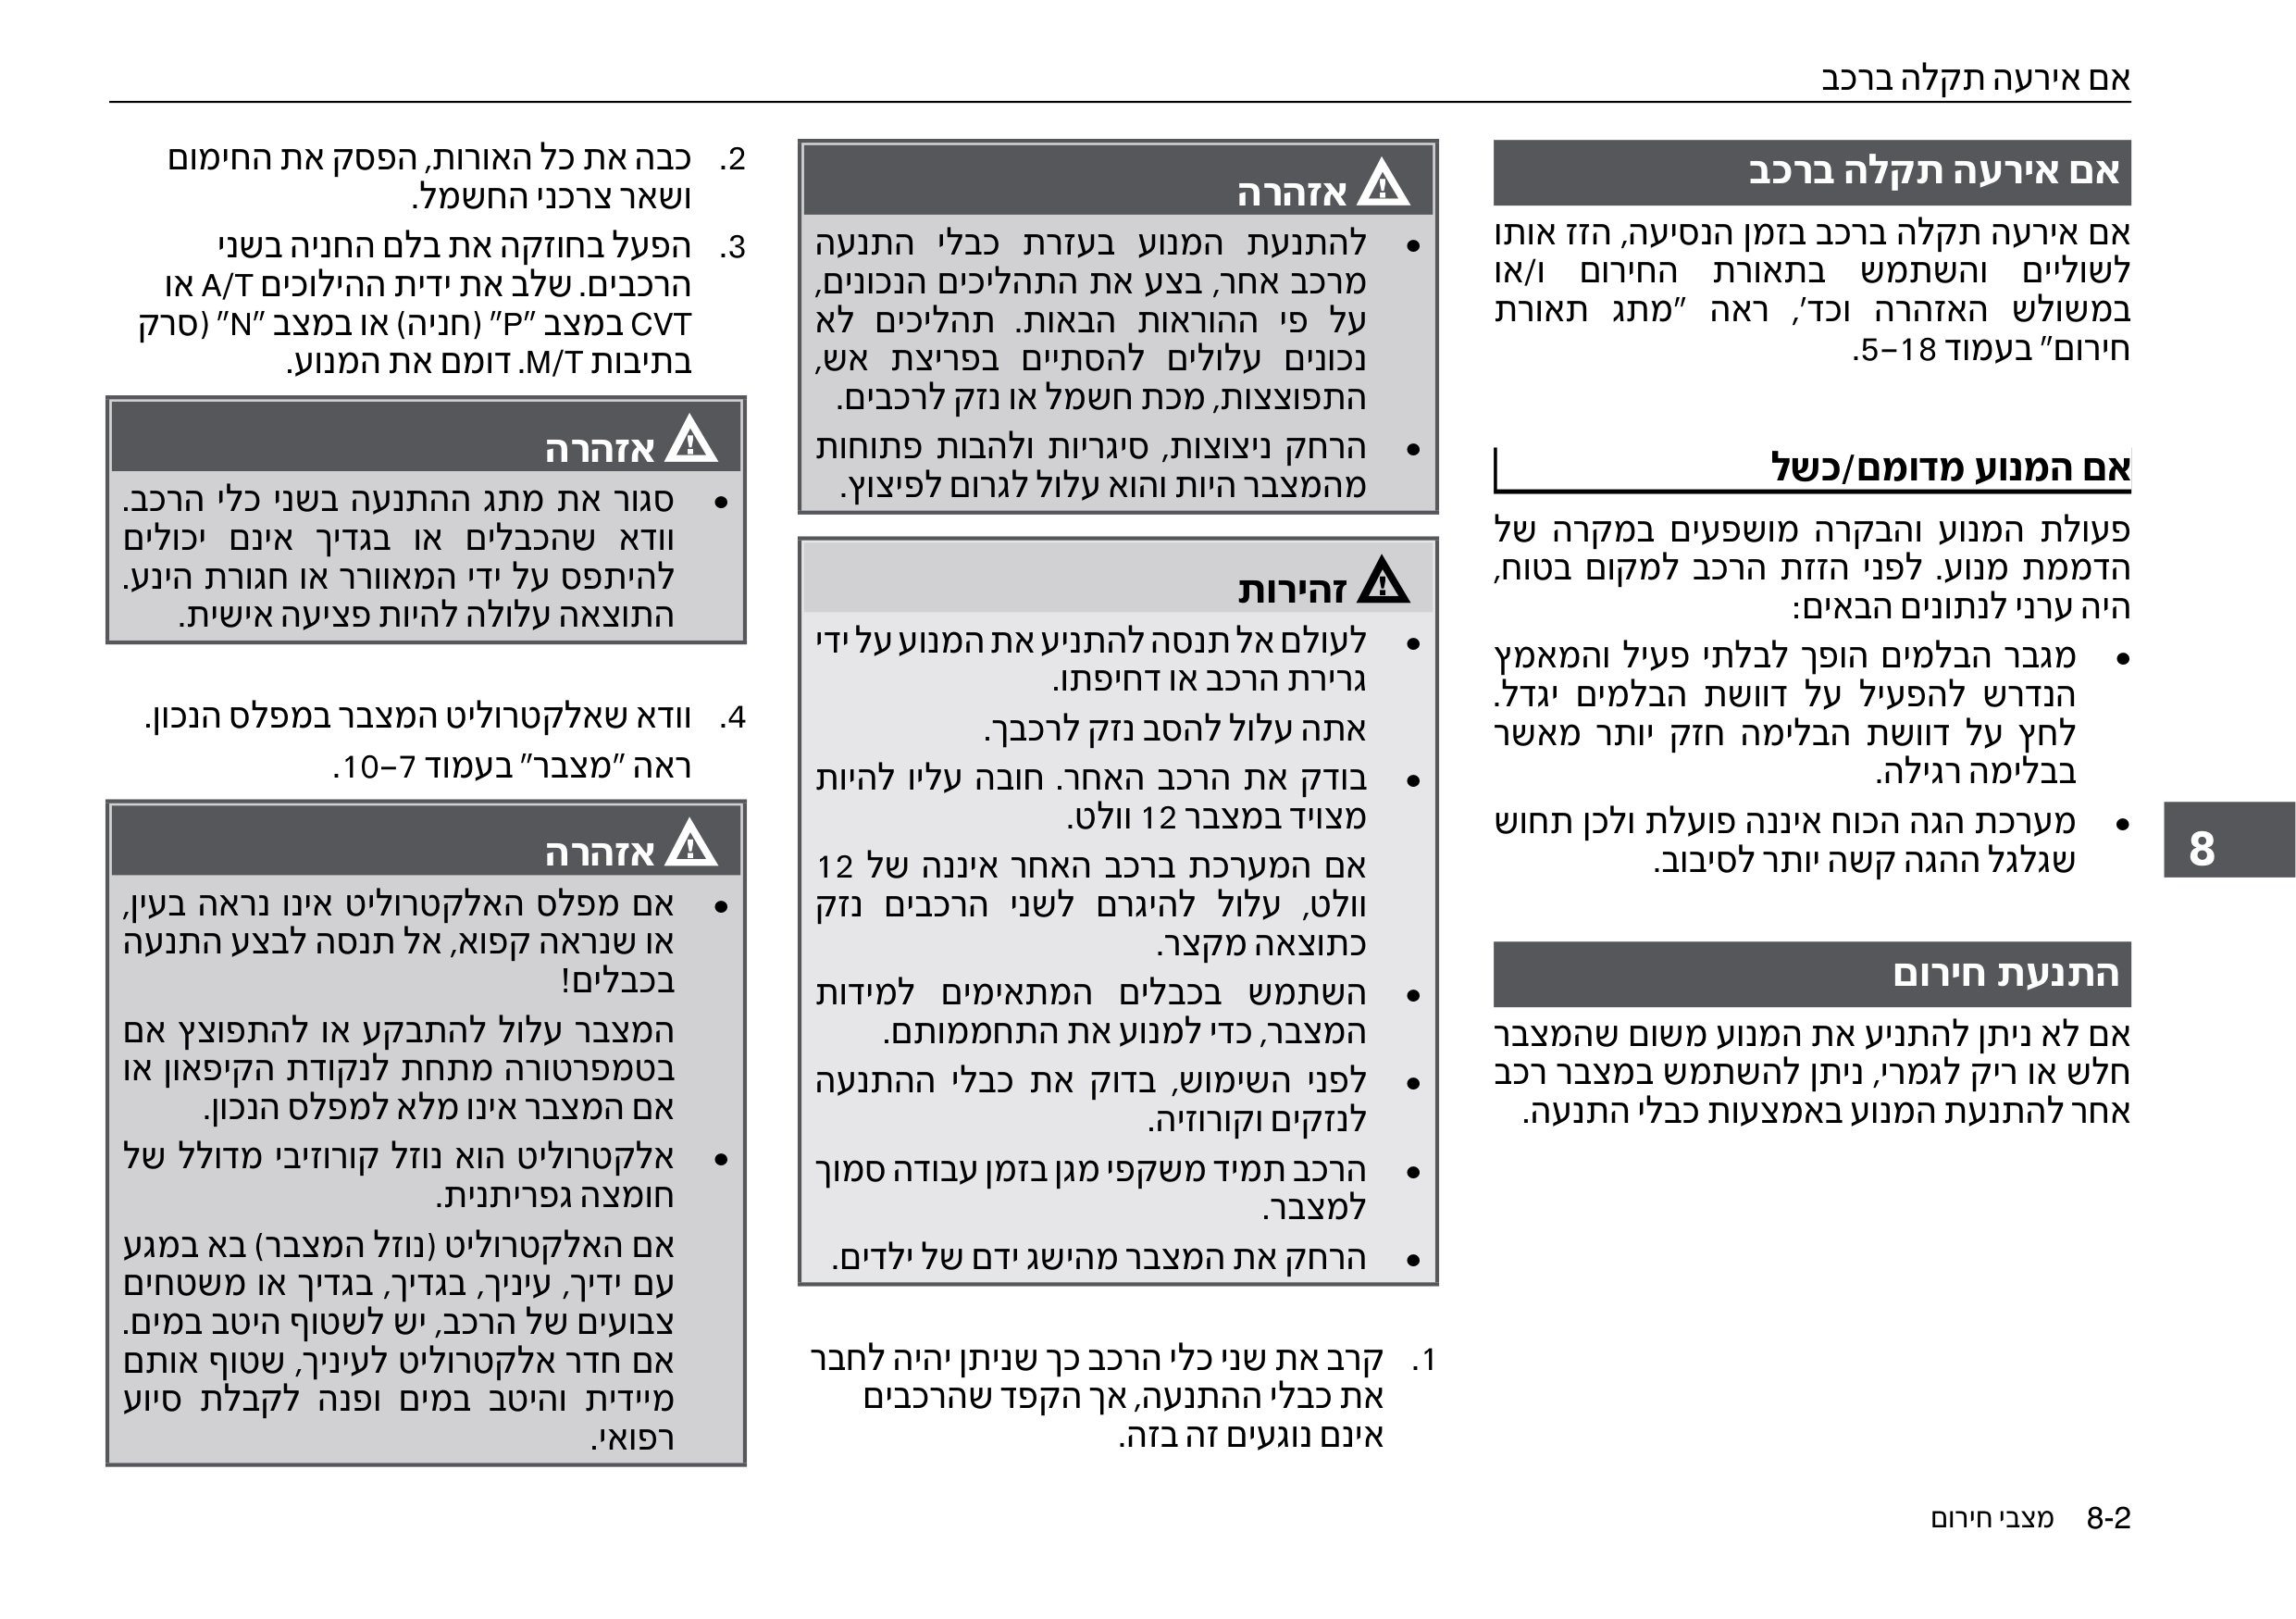 אם אירעה תקלה ברכב
אם אירעה תקלה ברכב
אם אירעה תקלה ברכב בזמן הנסיעה, הזז אותו
לשוליים והשתמש בתאורת החירום ו/או
במשולש האזהרה וכד', ראה "מתג תאורת
חירום" בעמוד 5–18.
אם המנוע מדומם/כשל
פעולת המנוע והבקרה מושפעים במקרה של
הדממת מנוע. לפני הזזת הרכב למקום בטוח,
היה ערני לנתונים הבאים:
• מגבר הבלמים הופך לבלתי פעיל והמאמץ
הנדרש להפעיל על דוושת הבלמים יגדל.
לחץ על דוושת הבלימה חזק יותר מאשר
בבלימה רגילה.
• מערכת הגה הכוח איננה פועלת ולכן תחוש
שגלגל ההגה קשה יותר לסיבוב.
התנעת חירום
אם לא ניתן להתניע את המנוע משום שהמצבר
חלש או ריק לגמרי, ניתן להשתמש במצבר רכב
אחר להתנעת המנוע באמצעות כבלי התנעה.
אזהרה
• להתנעת המנוע בעזרת כבלי התנעה
מרכב אחר, בצע את התהליכים הנכונים,
על פי ההוראות הבאות. תהליכים לא
נכונים עלולים להסתיים בפריצת אש,
התפוצצות, מכת חשמל או נזק לרכבים.
• הרחק ניצוצות, סיגריות ולהבות פתוחות
מהמצבר היות והוא עלול לגרום לפיצוץ.
זהירות
• לעולם אל תנסה להתניע את המנוע על ידי
גרירת הרכב או דחיפתו.
אתה עלול להסב נזק לרכבך.
• בודק את הרכב האחר. חובה עליו להיות
מצויד במצבר 12 וולט.
אם המערכת ברכב האחר איננה של 12
וולט, עלול להיגרם לשני הרכבים נזק
כתוצאה מקצר.
• השתמש בכבלים המתאימים למידות
המצבר, כדי למנוע את התחממותם.
• לפני השימוש, בדוק את כבלי ההתנעה
לנזקים וקורוזיה.
• הרכב תמיד משקפי מגן בזמן עבודה סמוך
למצבר.
• הרחק את המצבר מהישג ידם של ילדים.
1. קרב את שני כלי הרכב כך שניתן יהיה לחבר
את כבלי ההתנעה, אך הקפד שהרכבים
אינם נוגעים זה בזה.
2. כבה את כל האורות, הפסק את החימום
ושאר צרכני החשמל.
3. הפעל בחוזקה את בלם החניה בשני
הרכבים. שלב את ידית ההילוכים A/T או
CVT במצב "P" (חניה) או במצב "N" (סרק
בתיבות M/T. דומם את המנוע.
אזהרה
• סגור את מתג ההתנעה בשני כלי הרכב.
וודא שהכבלים או בגדיך אינם יכולים
להיתפס על ידי המאוורר או חגורת הינע.
התוצאה עלולה להיות פציעה אישית.
4. וודא שאלקטרוליט המצבר במפלס הנכון.
ראה "מצבר" בעמוד 7–10.
אזהרה
• אם מפלס האלקטרוליט אינו נראה בעין,
או שנראה קפוא, אל תנסה לבצע התנעה
בכבלים!
המצבר עלול להתבקע או להתפוצץ אם
בטמפרטורה מתחת לנקודת הקיפאון או
אם המצבר אינו מלא למפלס הנכון.
• אלקטרוליט הוא נוזל קורוזיבי מדולל של
חומצה גפריתנית.
אם האלקטרוליט (נוזל המצבר) בא במגע
עם ידיך, עיניך, בגדיך, בגדיך או משטחים
צבועים של הרכב, יש לשטוף היטב במים.
אם חדר אלקטרוליט לעיניך, שטוף אותם
מיידית והיטב במים ופנה לקבלת סיוע
רפואי.
8
8-2 מצבי חירום